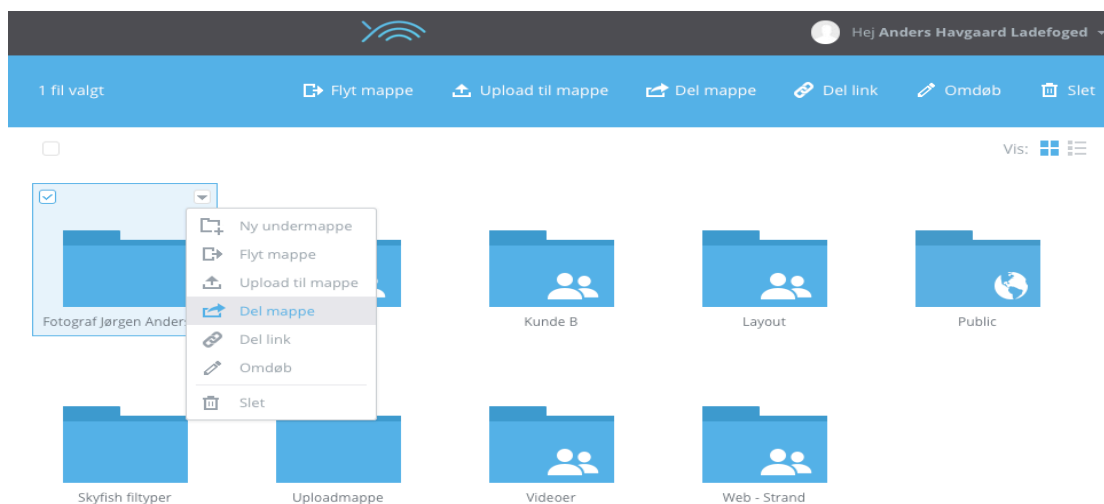 Hej Anders Havgaard Ladefoged
1 fil valgt
Flyt mappe
Upload til mappe
Del mappe
Del link
Omdøb
Slet
Vis:
Ny undermappe
Flyt mappe
Upload til mappe
Del mappe
Del link
Omdøb
Slet
Fotograf Jørgen
Kunde B
Layout
Public
Skyfish filtyper
Uploadmappe
Videoer
Web - Strand